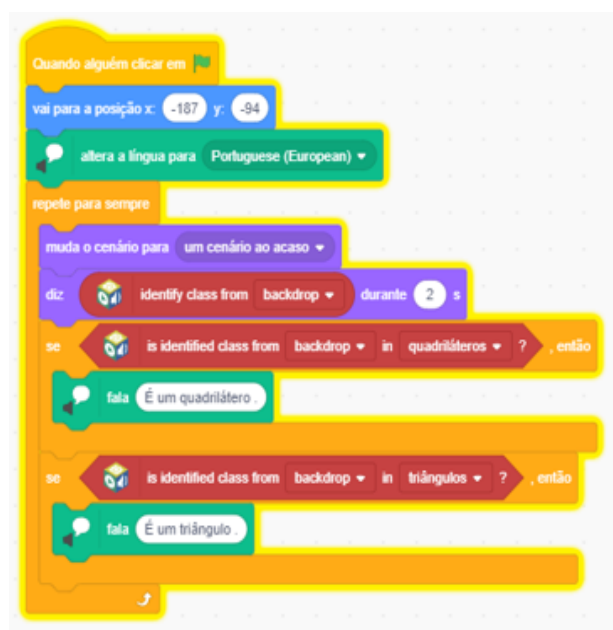 Quando alguém clicar em
vai para a posição x: -187 y: -94
altera a língua para Portuguese (European)
repete para sempre
muda o cenário para um cenário ao acaso
diz identify class from backdrop durante 2 s
se is identified class from backdrop in quadriláteros ? , então
fala É um quadrilátero .
se is identified class from backdrop in triângulos ? , então
fala É um triângulo .